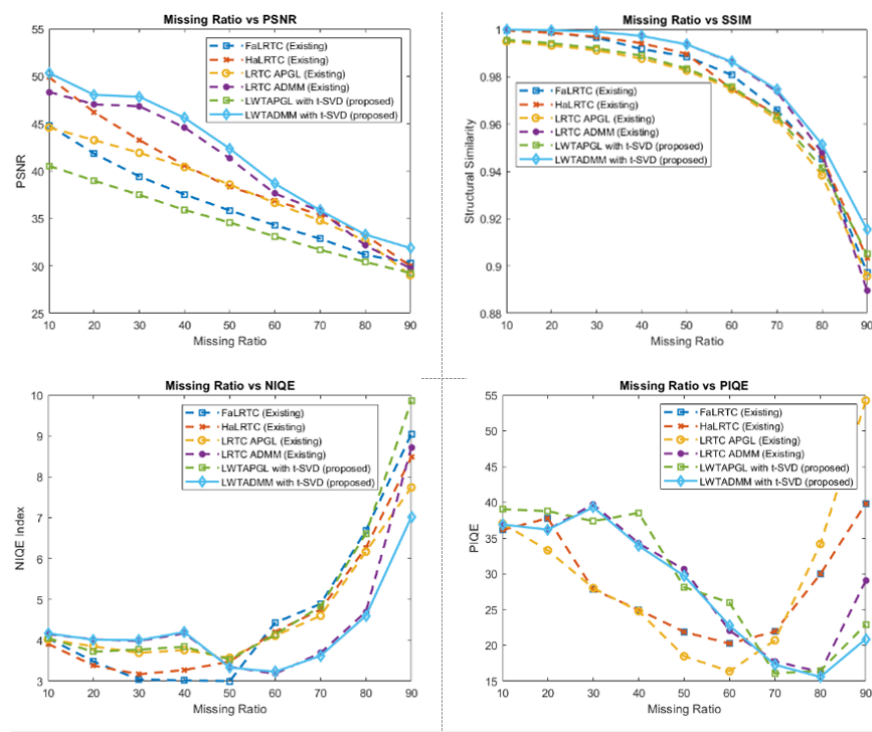 Missing Ratio vs PSNR
55
50
45
40
35
30
25
PSNR
FaLRTC (Existing)
HaLRTC (Existing)
LRTC APGL (Existing)
LRTC ADMM (Existing)
LWTAPGL with t-SVD (proposed)
LWTADMM with t-SVD (proposed)
10 20 30 40 50 60 70 80 90
Missing Ratio
Missing Ratio vs SSIM
1
0.98
0.96
0.94
0.92
0.9
0.88
Structural Similarity
FaLRTC (Existing)
HaLRTC (Existing)
LRTC APGL (Existing)
LRTC ADMM (Existing)
LWTAPGL with t-SVD (proposed)
LWTADMM with t-SVD (proposed)
10 20 30 40 50 60 70 80 90
Missing Ratio
Missing Ratio vs NIQE
10
9
8
7
6
5
4
3
NIQE Index
FaLRTC (Existing)
HaLRTC (Existing)
LRTC APGL (Existing)
LRTC ADMM (Existing)
LWTAPGL with t-SVD (proposed)
LWTADMM with t-SVD (proposed)
10 20 30 40 50 60 70 80 90
Missing Ratio
Missing Ratio vs PIQE
55
50
45
40
35
30
25
20
15
PIQE
FaLRTC (Existing)
HaLRTC (Existing)
LRTC APGL (Existing)
LRTC ADMM (Existing)
LWTAPGL with t-SVD (proposed)
LWTADMM with t-SVD (proposed)
10 20 30 40 50 60 70 80 90
Missing Ratio